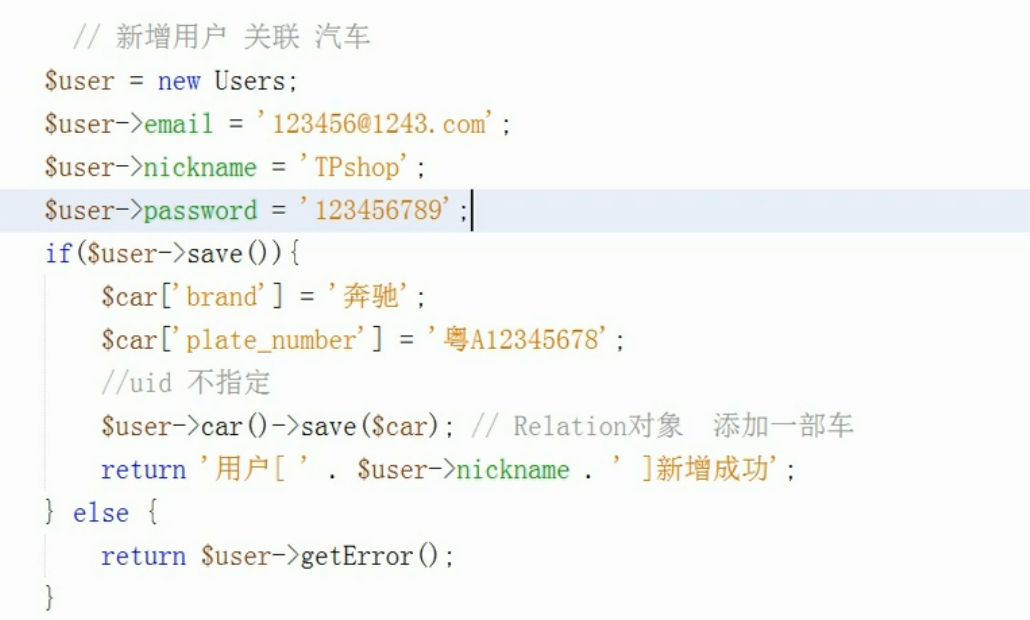 // 新增用户 关联 汽车
$user = new Users;
$user->email = '123456@1243.com';
$user->nickname = 'TPshop';
$user->password = '123456789';
if($user->save()){
$car['brand'] = '奔驰';
$car['plate_number'] = '粤A12345678';
//uid 不指定
$user->car()->save($car); // Relation对象 添加一部车
return '用户[ ' . $user->nickname . ' ]新增成功';
} else {
return $user->getError();
}